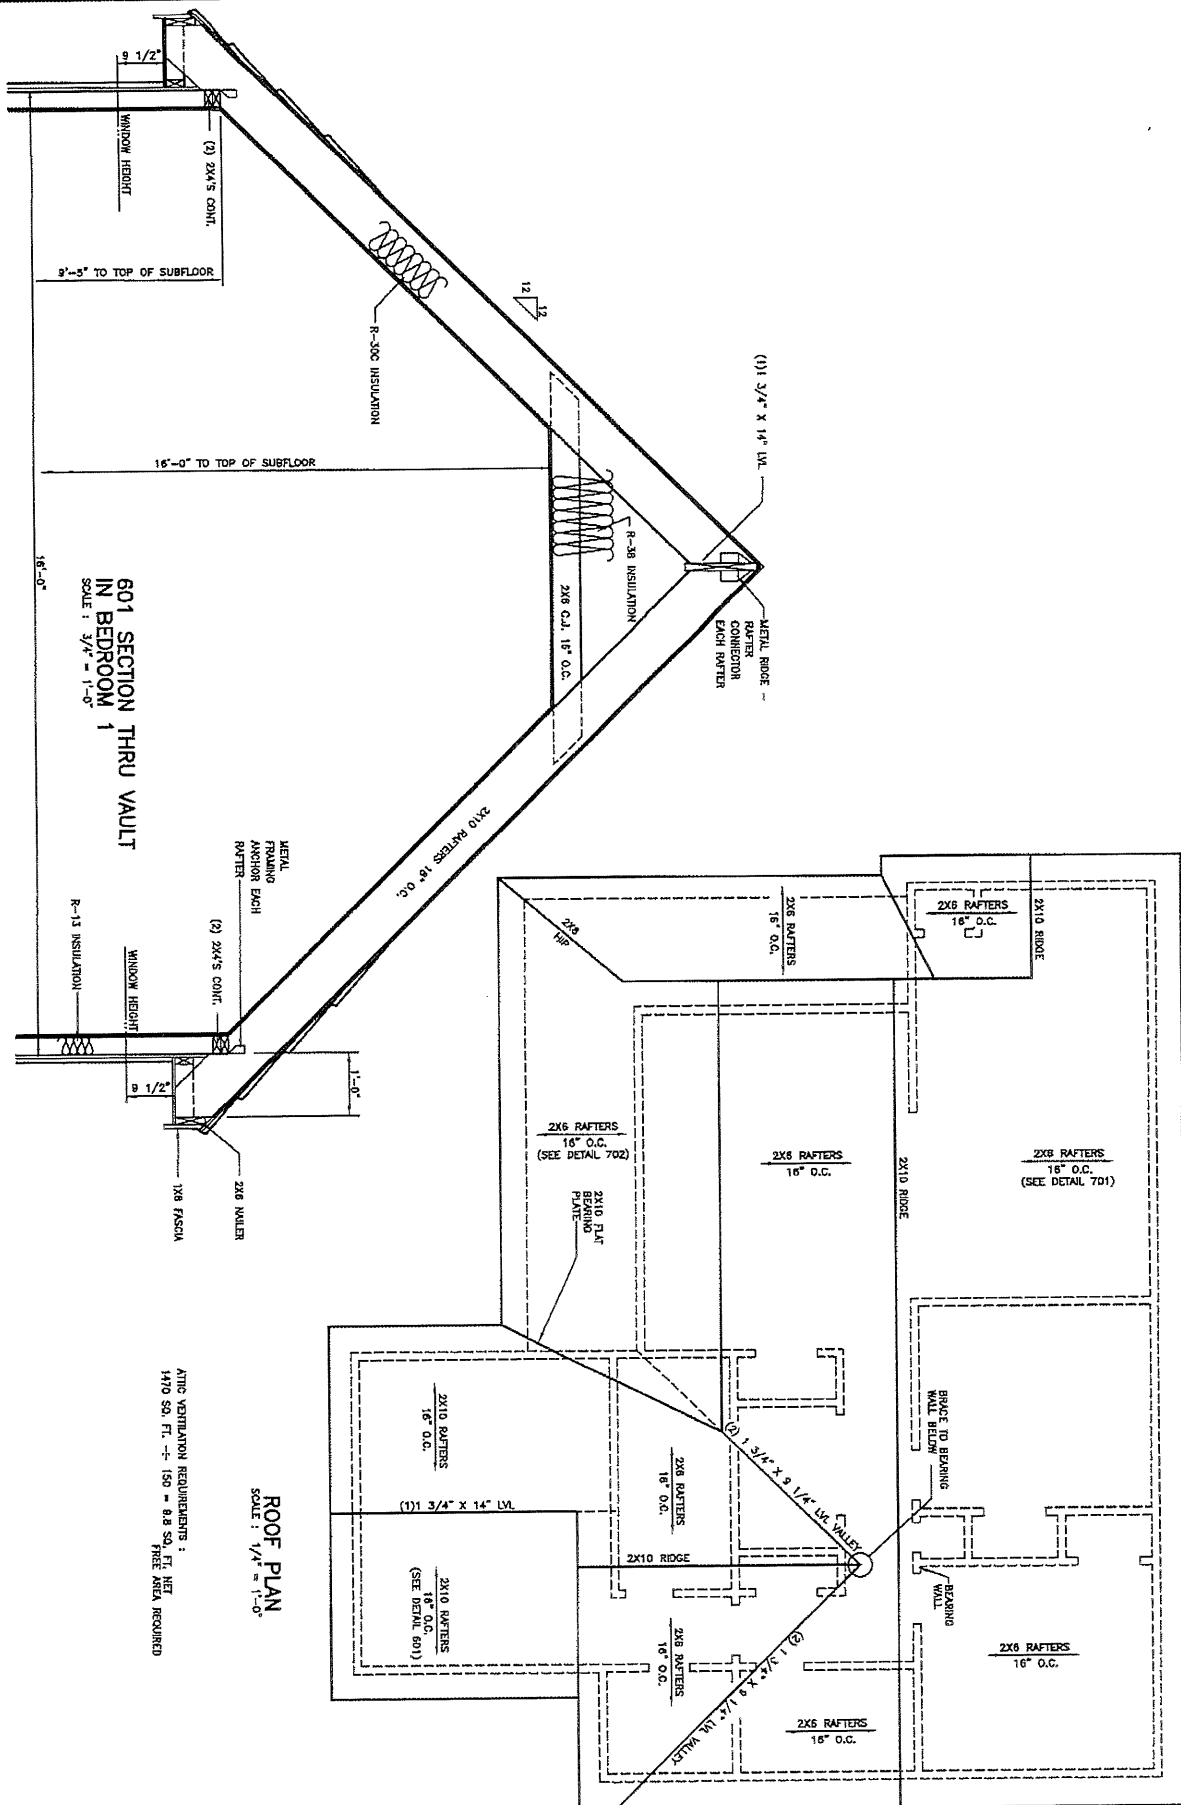 9 1/2"
WINDOW HEIGHT
(2) 2X4'S CONT.
9'-5" TO TOP OF SUBFLOOR
R-30C INSULATION
12
12
(1)1 3/4" X 14" LVL
16'-0" TO TOP OF SUBFLOOR
R-38 INSULATION
2X6 C.J. 16" O.C.
METAL RIDGE -
RAFTER
CONNECTOR
EACH RAFTER
16'-0"
601 SECTION THRU VAULT
IN BEDROOM 1
SCALE : 3/4" = 1'-0"
2X10 RAFTERS 16" O.C.
METAL
FRAMING
ANCHOR EACH
RAFTER
(2) 2X4'S CONT.
R-13 INSULATION
WINDOW HEIGHT
9 1/2"
1'-0"
2X6 NAILER
1X8 FASCIA
2X6 RAFTERS
16" O.C.
2X10 RIDGE
2X6 RAFTERS
16" O.C.
2X8
HIP
2X6 RAFTERS
16" O.C.
(SEE DETAIL 702)
2X6 RAFTERS
16" O.C.
2X10 RIDGE
2X8 RAFTERS
16" O.C.
(SEE DETAIL 701)
2X10 FLAT
BEARING
PLATE
BRACE TO BEARING
WALL BELOW
2X10 RAFTERS
16" O.C.
2X6 RAFTERS
16" O.C.
(2) 1 3/4" X 9 1/4" LVL VALLEY
(1)1 3/4" X 14" LVL
2X10 RIDGE
BEARING
WALL
2X10 RAFTERS
16" O.C.
(SEE DETAIL 601)
2X6 RAFTERS
16" O.C.
(2) 1 3/4" X 9 1/4" LVL VALLEY
2X6 RAFTERS
16" O.C.
2X6 RAFTERS
16" O.C.
ROOF PLAN
SCALE : 1/4" = 1'-0"
ATTIC VENTILATION REQUIREMENTS :
1470 SQ. FT. ÷ 150 = 9.8 SQ. FT. NET
FREE AREA REQUIRED